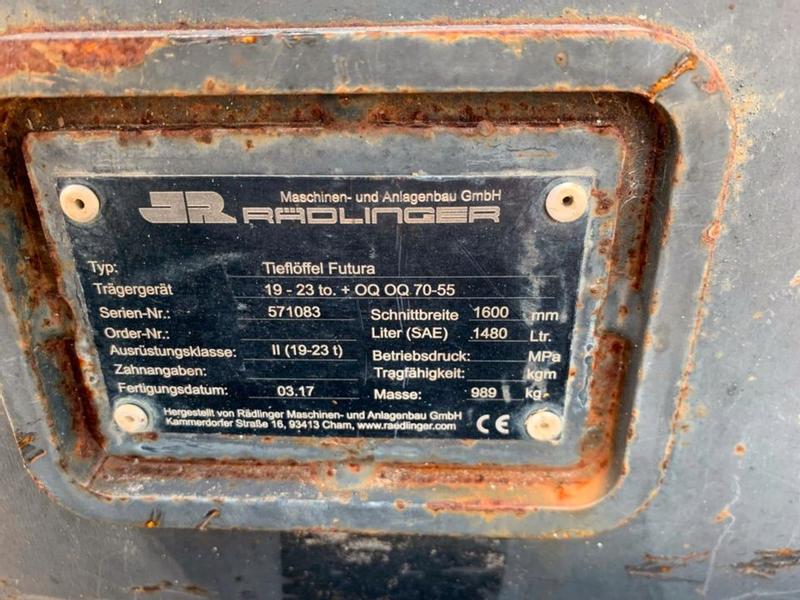 JR Maschinen- und Anlagenbau GmbH
RÄDLINGER
Typ: Tieflöffel Futura
Trägergerät 19 - 23 to. + OQ OQ 70-55
Serien-Nr.: 571083 Schnittbreite 1600 mm
Order-Nr.: Liter (SAE) 1480 Ltr.
Ausrüstungsklasse: II (19-23 t) Betriebsdruck: MPa
Zahnangaben: Tragfähigkeit: kgm
Fertigungsdatum: 03.17 Masse: 989 kg
Hergestellt von Rädlinger Maschinen- und Anlagenbau GmbH
Kammerdorfer Straße 16, 93413 Cham, www.raedlinger.com CE